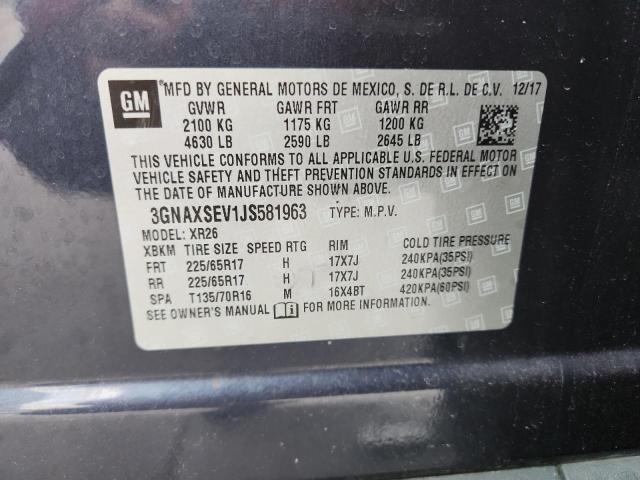 GM
MFD BY GENERAL MOTORS DE MEXICO, S. DE R.L. DE C.V. 12/17
GVWR GAWR FRT GAWR RR
2100 KG 1175 KG 1200 KG
4630 LB 2590 LB 2645 LB
THIS VEHICLE CONFORMS TO ALL APPLICABLE U.S. FEDERAL MOTOR
VEHICLE SAFETY AND THEFT PREVENTION STANDARDS IN EFFECT ON
THE DATE OF MANUFACTURE SHOWN ABOVE.
3GNAXSEV1JS581963 TYPE: M.P.V.
MODEL: XR26
XBKM TIRE SIZE SPEED RTG RIM COLD TIRE PRESSURE
FRT 225/65R17 H 17X7J 240KPA(35PSI)
RR 225/65R17 H 17X7J 240KPA(35PSI)
SPA T135/70R16 M 16X4BT 420KPA(60PSI)
SEE OWNER'S MANUAL FOR MORE INFORMATION.